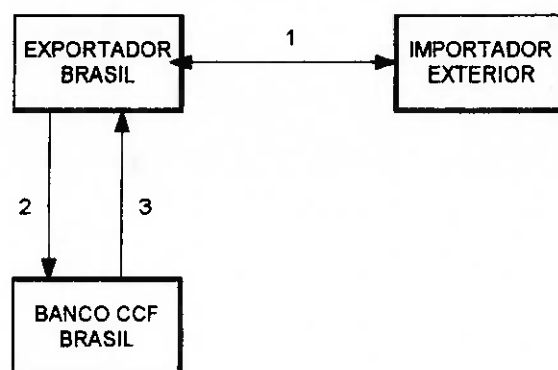 EXPORTADOR
BRASIL
1
IMPORTADOR
EXTERIOR
2
3
BANCO CCF
BRASIL